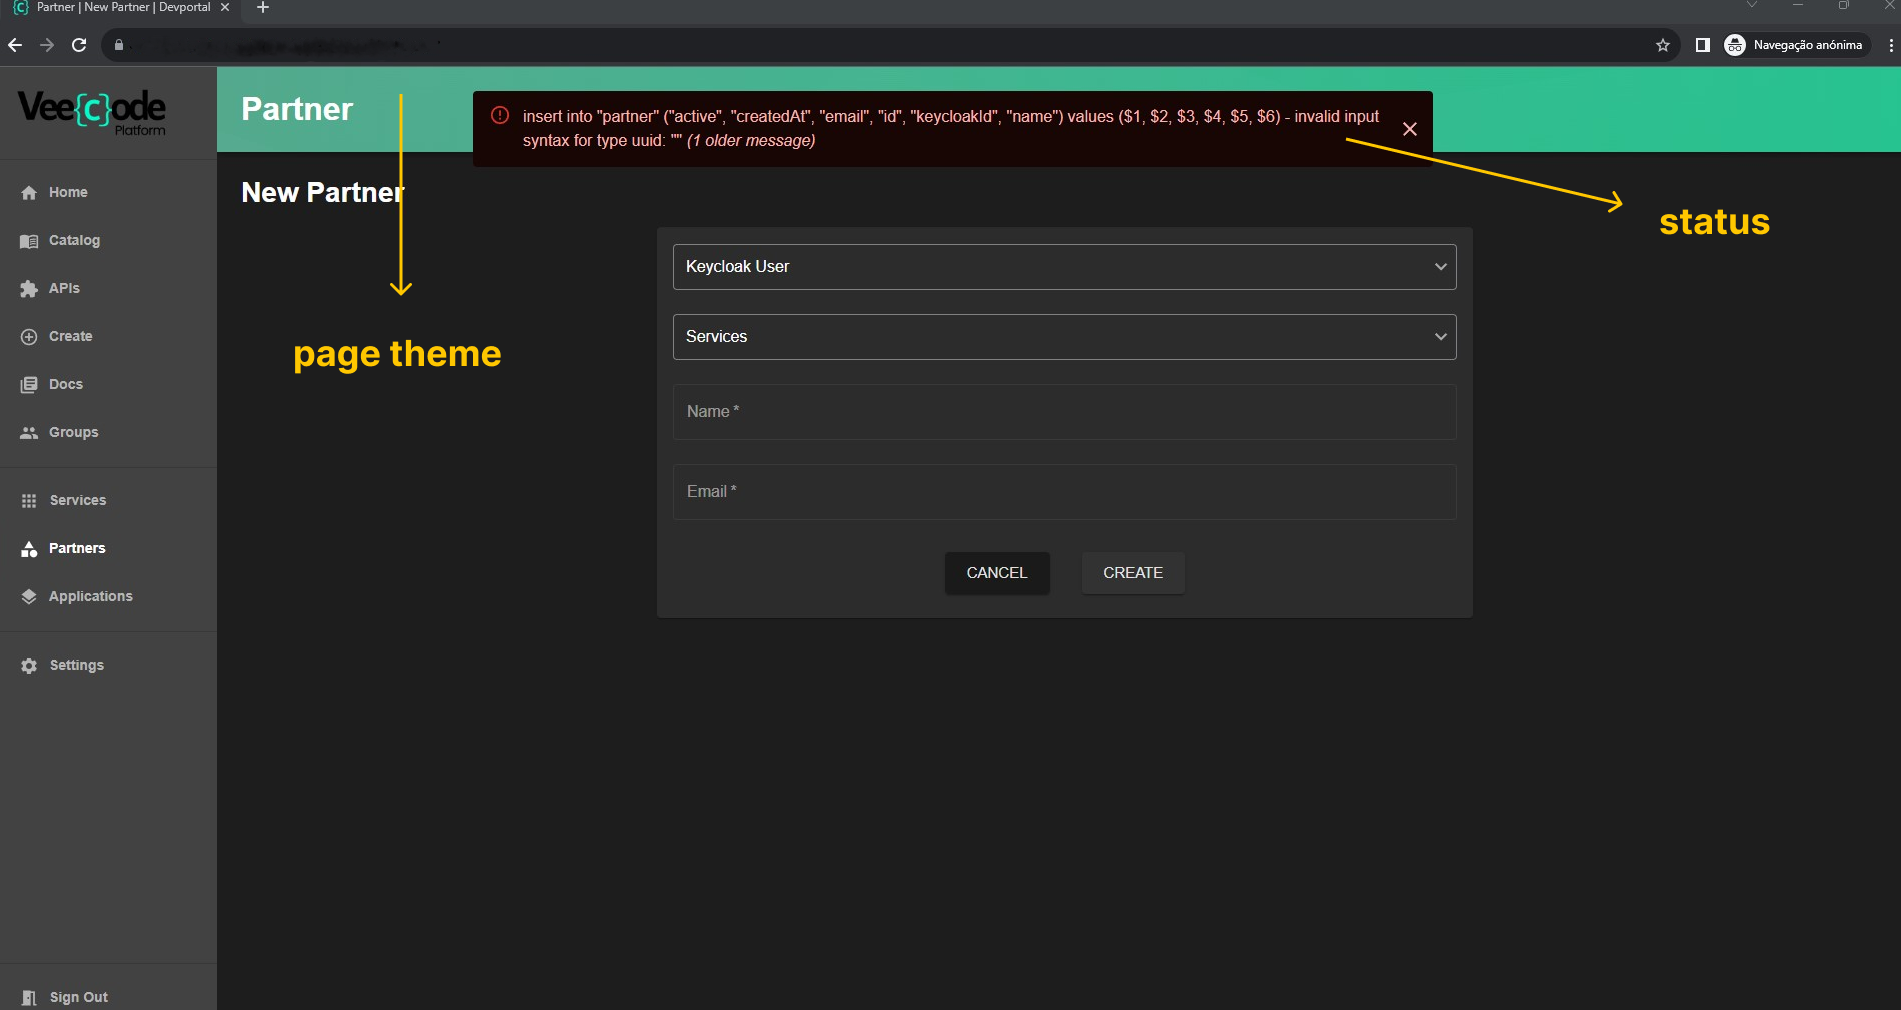 Partner | New Partner | Devportal
Navegação anónima
Vee{c}ode
Platform
Partner
insert into "partner" ("active", "createdAt", "email", "id", "keycloakId", "name") values ($1, $2, $3, $4, $5, $6) - invalid input
syntax for type uuid: "" (1 older message)
New Partner
status
page theme
Home
Catalog
APIs
Create
Docs
Groups
Services
Partners
Applications
Settings
Sign Out
Keycloak User
Services
Name *
Email *
CANCEL
CREATE